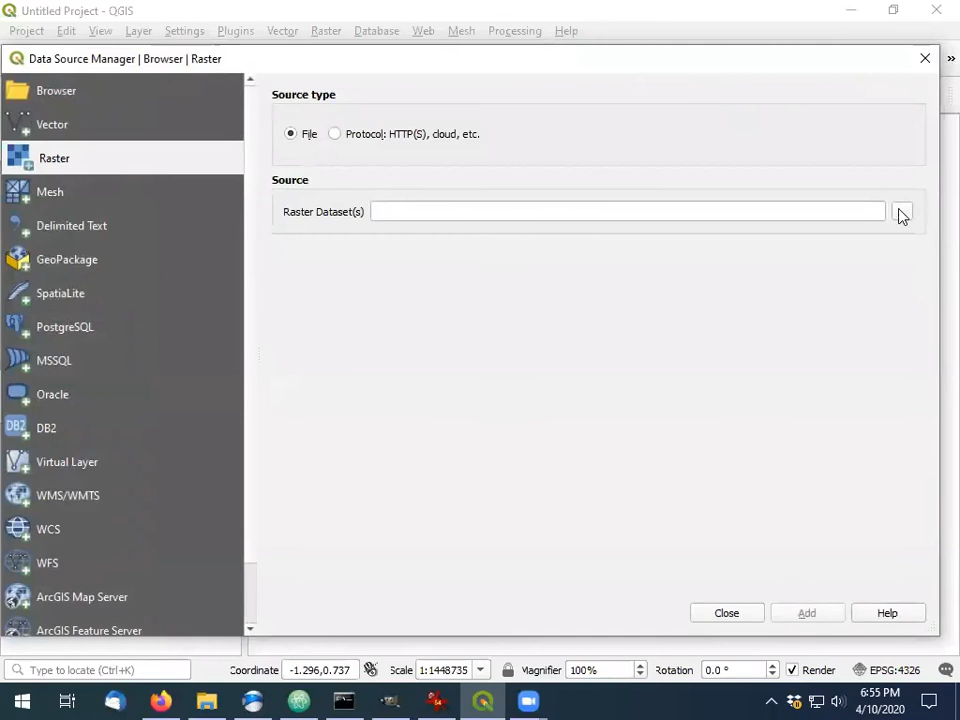 Untitled Project - QGIS
Project Edit View Layer Settings Plugins Vector Raster Database Web Mesh Processing Help
Data Source Manager | Browser | Raster
»
Browser
Vector
Raster
Mesh
Delimited Text
GeoPackage
SpatiaLite
PostgreSQL
MSSQL
Oracle
DB2
DB2
Virtual Layer
WMS/WMTS
WCS
WFS
ArcGIS Map Server
ArcGIS Feature Server
Source type
File Protocol: HTTP(S), cloud, etc.
Source
Raster Dataset(s)
Close Add Help
Type to locate (Ctrl+K) Coordinate -1.296,0.737 Scale 1:1448735 Magnifier 100% Rotation 0.0 ° Render EPSG:4326
6:55 PM
4/10/2020